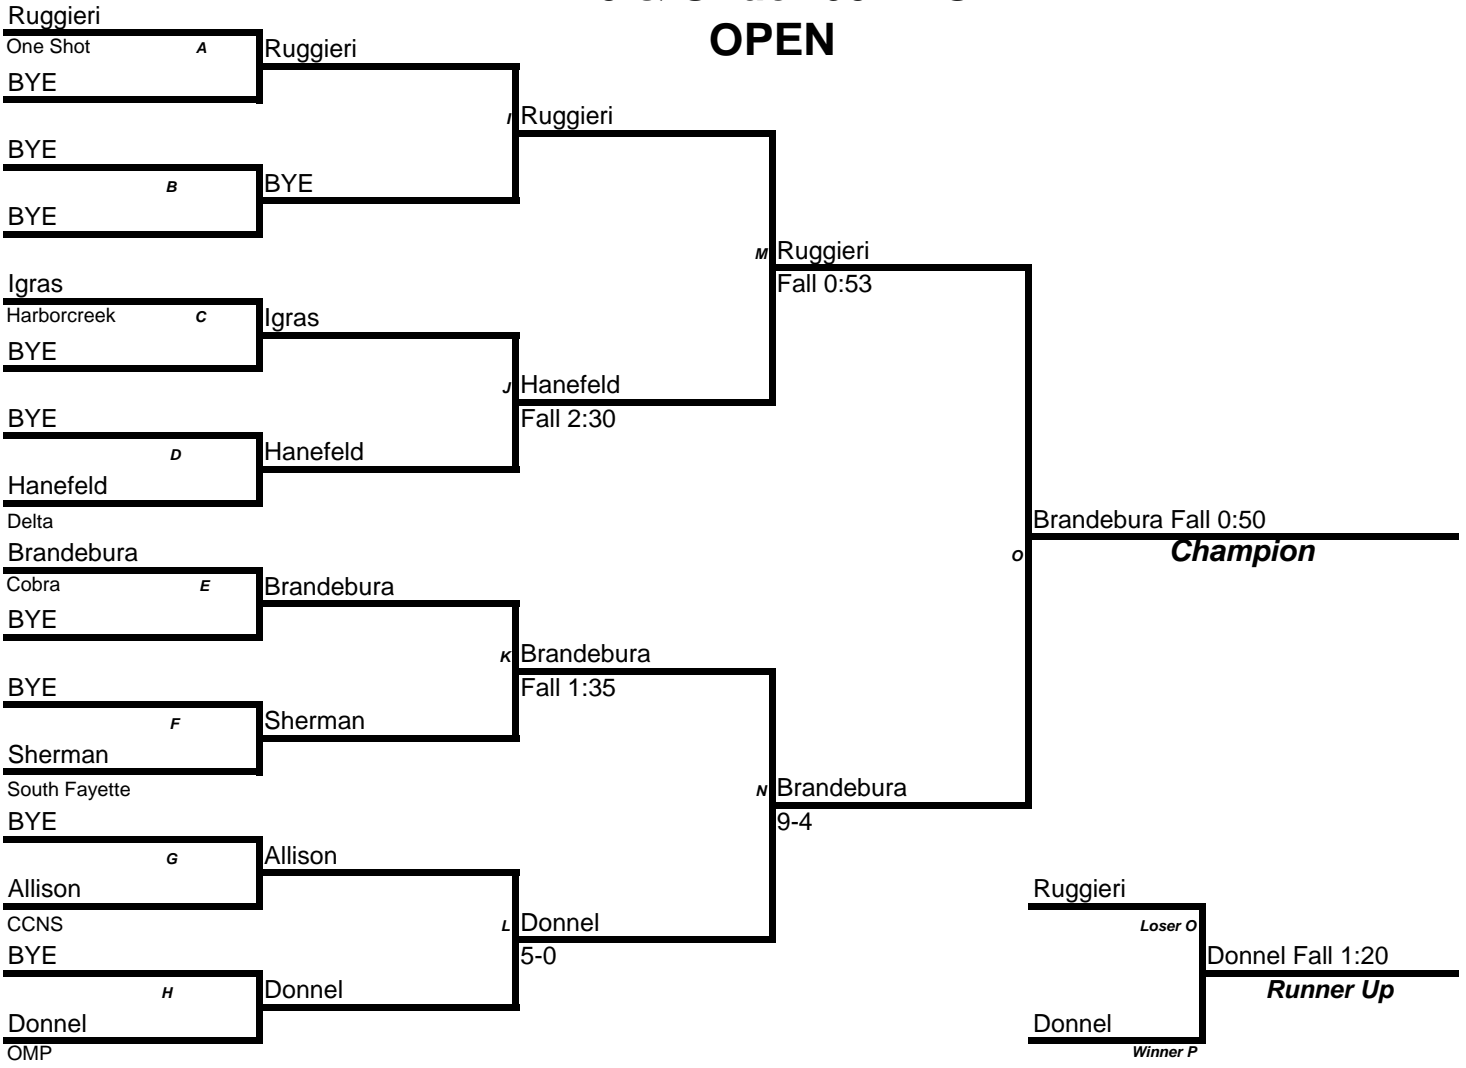 OPEN
Ruggieri
One Shot
A
Ruggieri
BYE
I
Ruggieri
BYE
B
BYE
BYE
M
Ruggieri
Fall 0:53
Igras
Harborcreek
C
Igras
BYE
J
Hanefeld
Fall 2:30
BYE
D
Hanefeld
Hanefeld
Delta
Brandebura Fall 0:50
Champion
O
Brandebura
Cobra
E
Brandebura
BYE
K
Brandebura
Fall 1:35
BYE
F
Sherman
Sherman
South Fayette
N
Brandebura
9-4
BYE
G
Allison
Allison
CCNS
L
Donnel
5-0
BYE
H
Donnel
Donnel
OMP
Ruggieri
Loser O
Donnel Fall 1:20
Runner Up
Donnel
Winner P